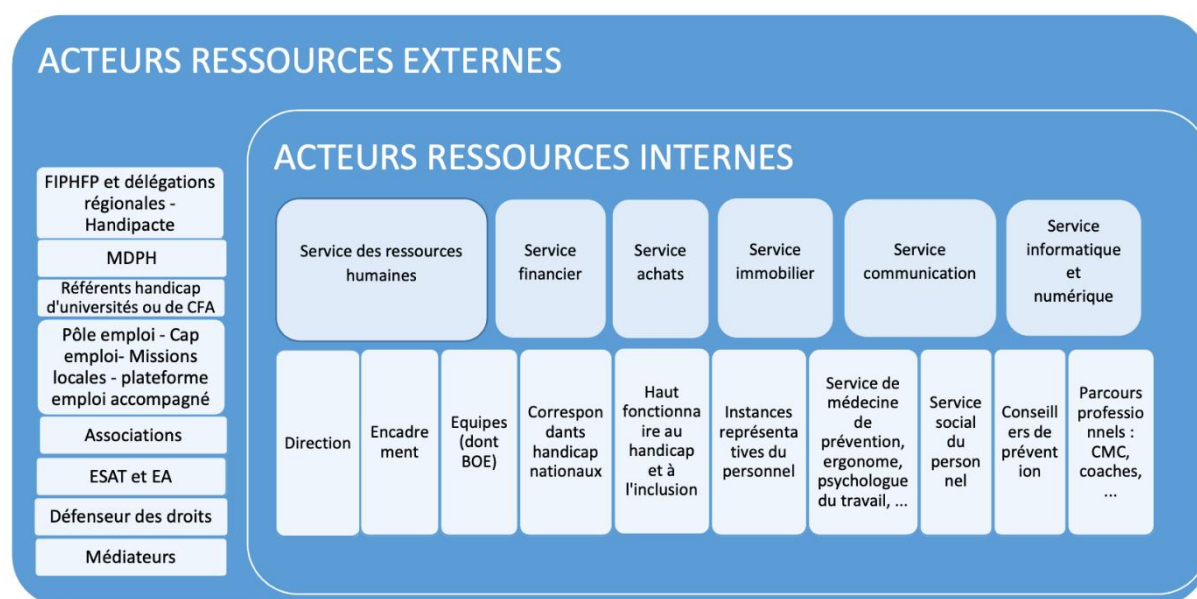 ACTEURS RESSOURCES EXTERNES
FIPHFP et délégations
régionales -
Handipacte
MDPH
Référents handicap
d'universités ou de CFA
Pôle emploi - Cap
emploi- Missions
locales - plateforme
emploi accompagné
Associations
ESAT et EA
Défenseur des droits
Médiateurs
ACTEURS RESSOURCES INTERNES
Service des ressources
humaines
Service
financier
Service
achats
Service
immobilier
Service
communication
Service
informatique
et
numérique
Direction
Encadre
ment
Equipes
(dont
BOE)
Correspon
dants
handicap
nationaux
Haut
fonctionna
ire au
handicap
et à
l'inclusion
Instances
représenta
tives du
personnel
Service de
médecine
de
prévention,
ergonome,
psychologue
du travail, ...
Service
social du
person
nel
Conseill
ers de
prévent
ion
Parcours
professio
nnels :
CMC,
coaches,
...